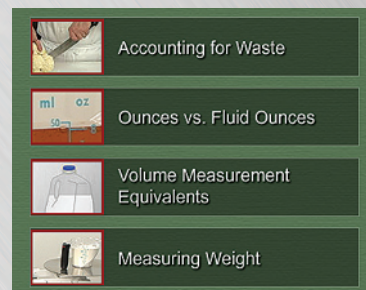 Accounting for Waste
ml oz
50
Ounces vs. Fluid Ounces
Volume Measurement
Equivalents
Measuring Weight